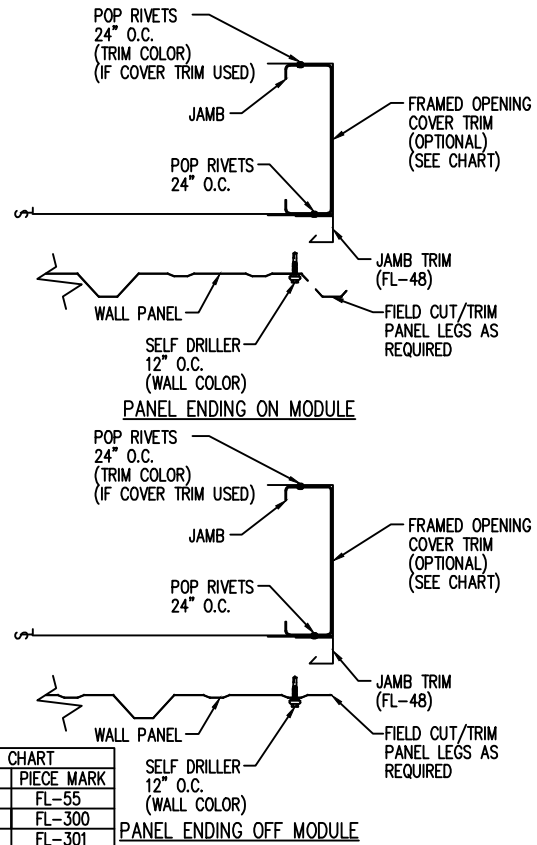 POP RIVETS
24" O.C.
(TRIM COLOR)
(IF COVER TRIM USED)
JAMB
FRAMED OPENING
COVER TRIM
(OPTIONAL)
(SEE CHART)
POP RIVETS
24" O.C.
JAMB TRIM
(FL-48)
WALL PANEL
FIELD CUT/TRIM
PANEL LEGS AS
REQUIRED
SELF DRILLER
12" O.C.
(WALL COLOR)
PANEL ENDING ON MODULE
POP RIVETS
24" O.C.
(TRIM COLOR)
(IF COVER TRIM USED)
JAMB
FRAMED OPENING
COVER TRIM
(OPTIONAL)
(SEE CHART)
POP RIVETS
24" O.C.
JAMB TRIM
(FL-48)
WALL PANEL
FIELD CUT/TRIM
PANEL LEGS AS
REQUIRED
SELF DRILLER
12" O.C.
(WALL COLOR)
CHART
PIECE MARK
FL-55
FL-300
FL-301
PANEL ENDING OFF MODULE